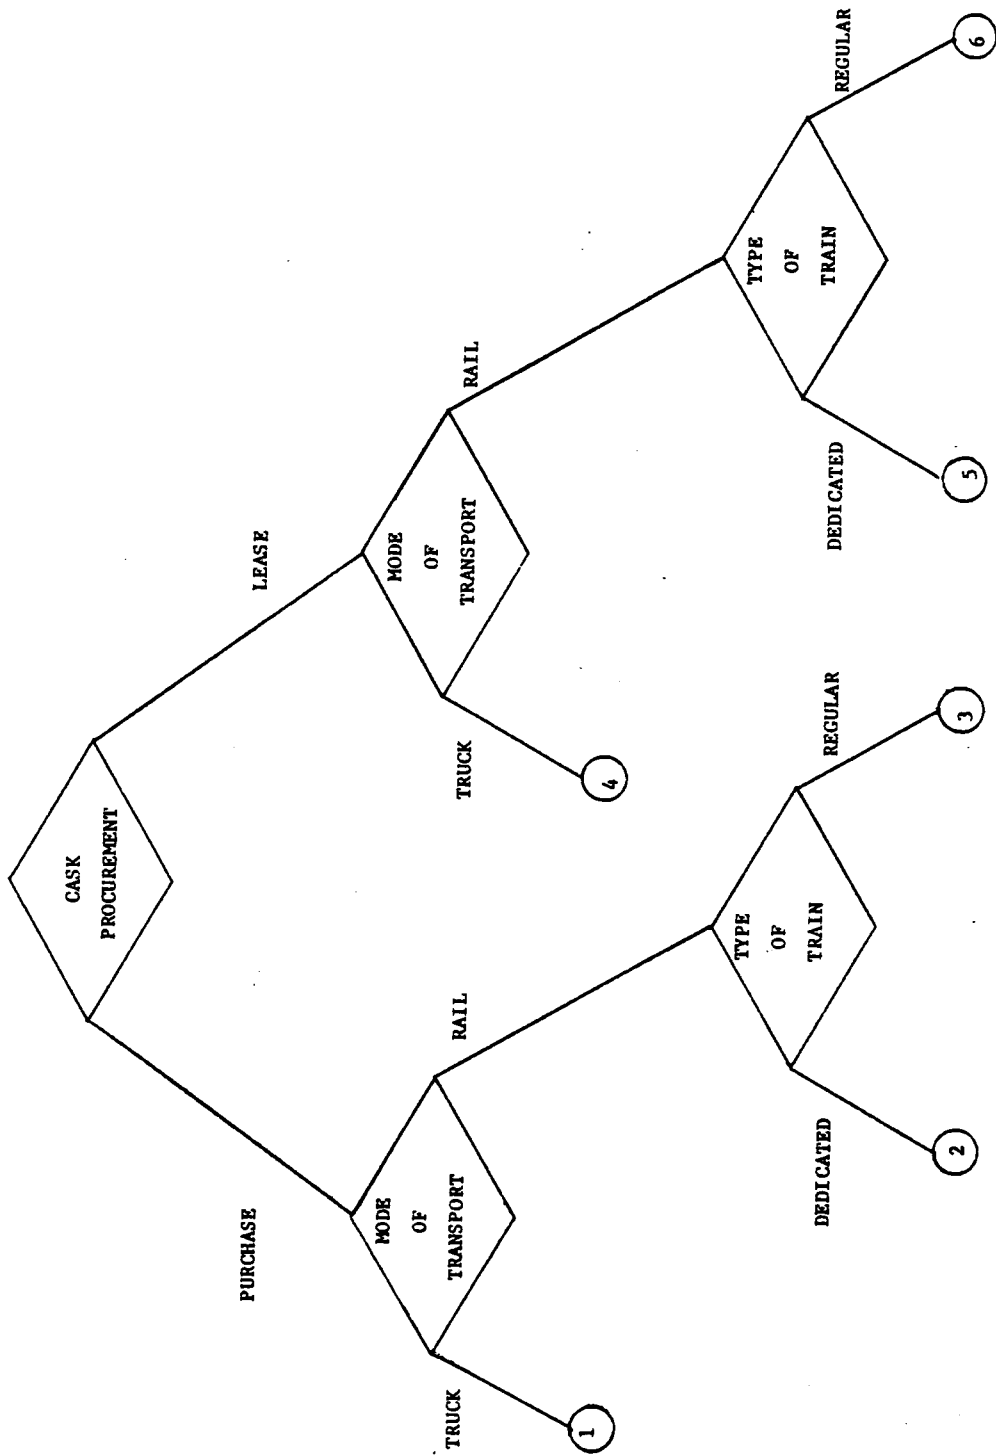 CASK
PROCUREMENT
PURCHASE
LEASE
MODE
OF
TRANSPORT
MODE
OF
TRANSPORT
TRUCK
RAIL
TRUCK
RAIL
1
4
TYPE
OF
TRAIN
TYPE
OF
TRAIN
DEDICATED
REGULAR
DEDICATED
REGULAR
2
3
5
6